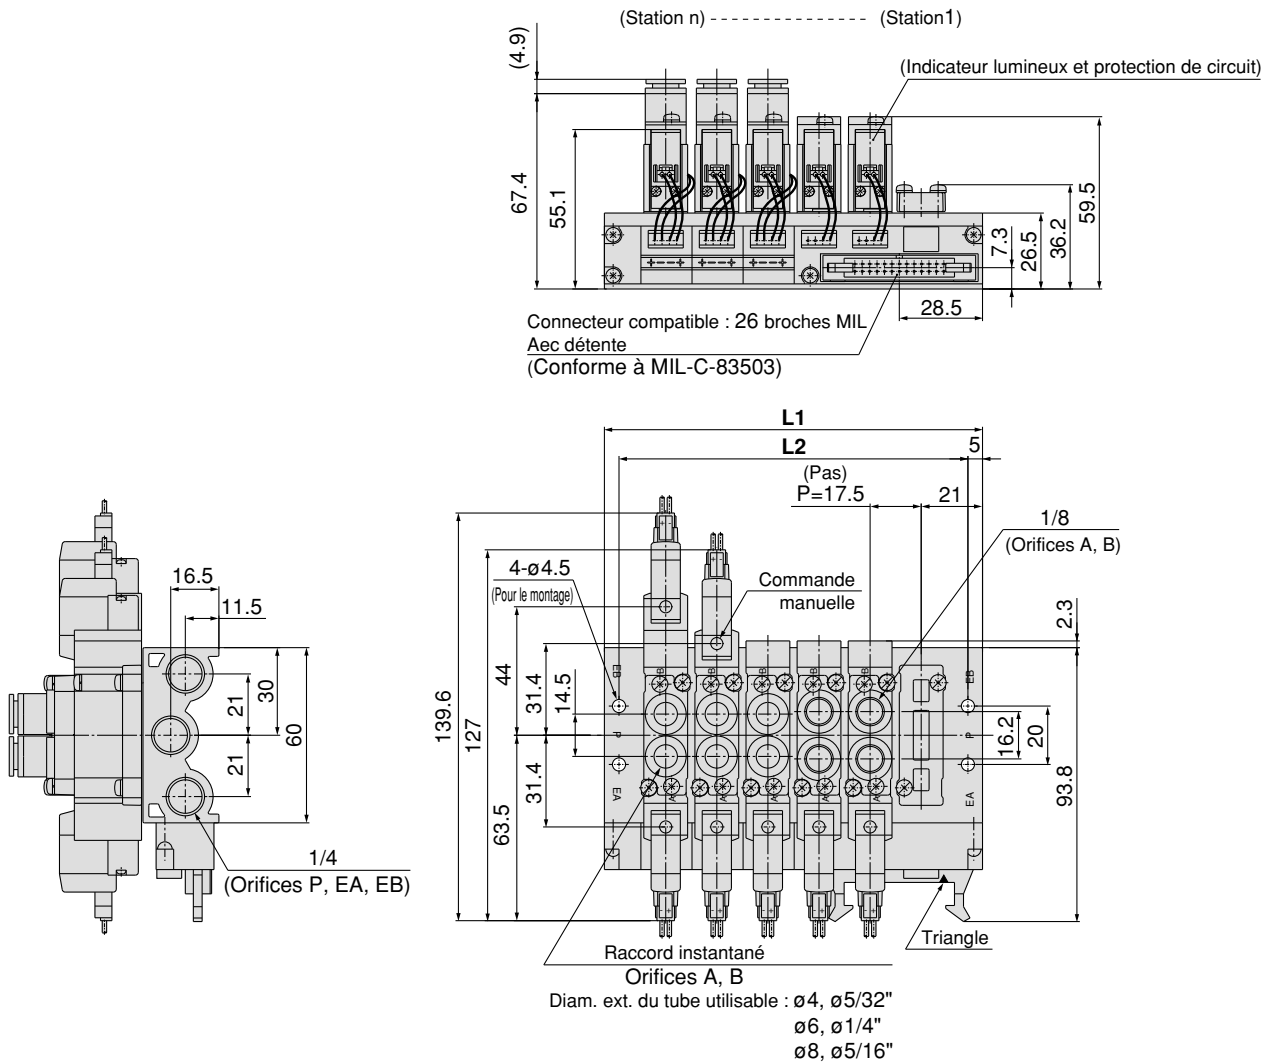 (Station n) (Station1)
(4.9)
(Indicateur lumineux et protection de circuit)
67.4
55.1
7.3
26.5
36.2
59.5
28.5
Connecteur compatible : 26 broches MIL
Aec détente
(Conforme à MIL-C-83503)
L1
L2
5
(Pas)
P=17.5
21
1/8
(Orifices A, B)
4-ø4.5
(Pour le montage)
Commande
manuelle
16.5
11.5
2.3
139.6
127
44
31.4
14.5
21
30
60
21
63.5
31.4
16.2
20
93.8
EB
P
EA
B
B
B
B
B
A
A
A
A
A
EB
P
EA
1/4
(Orifices P, EA, EB)
Triangle
Raccord instantané
Orifices A, B
Diam. ext. du tube utilisable : ø4, ø5/32"
ø6, ø1/4"
ø8, ø5/16"